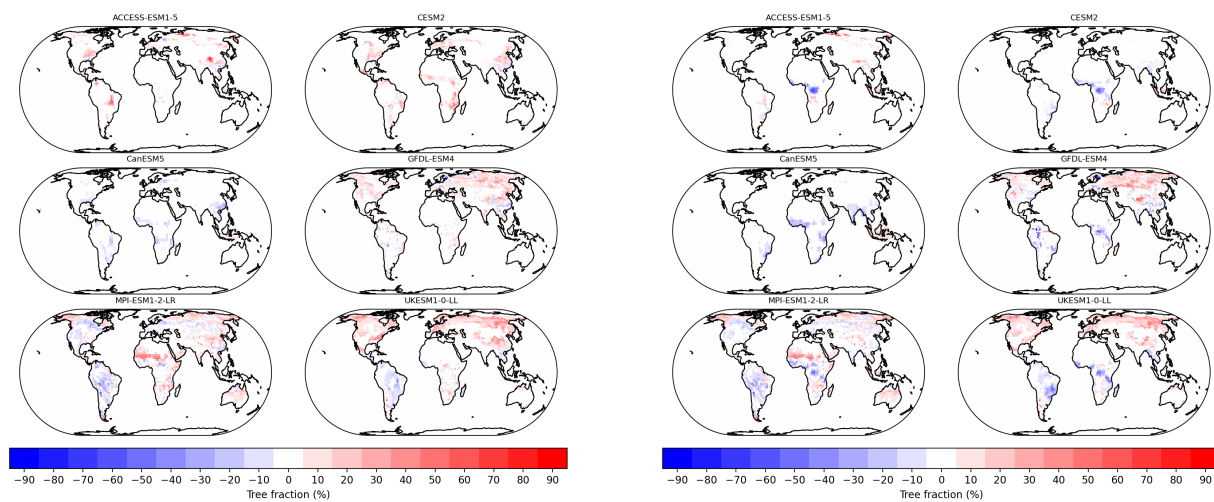 ACCESS-ESM1-5
CESM2
CanESM5
GFDL-ESM4
MPI-ESM1-2-LR
UKESM1-0-LL
−90 −80 −70 −60 −50 −40 −30 −20 −10 0 10 20 30 40 50 60 70 80 90
Tree fraction (%)
ACCESS-ESM1-5
CESM2
CanESM5
GFDL-ESM4
MPI-ESM1-2-LR
UKESM1-0-LL
−90 −80 −70 −60 −50 −40 −30 −20 −10 0 10 20 30 40 50 60 70 80 90
Tree fraction (%)